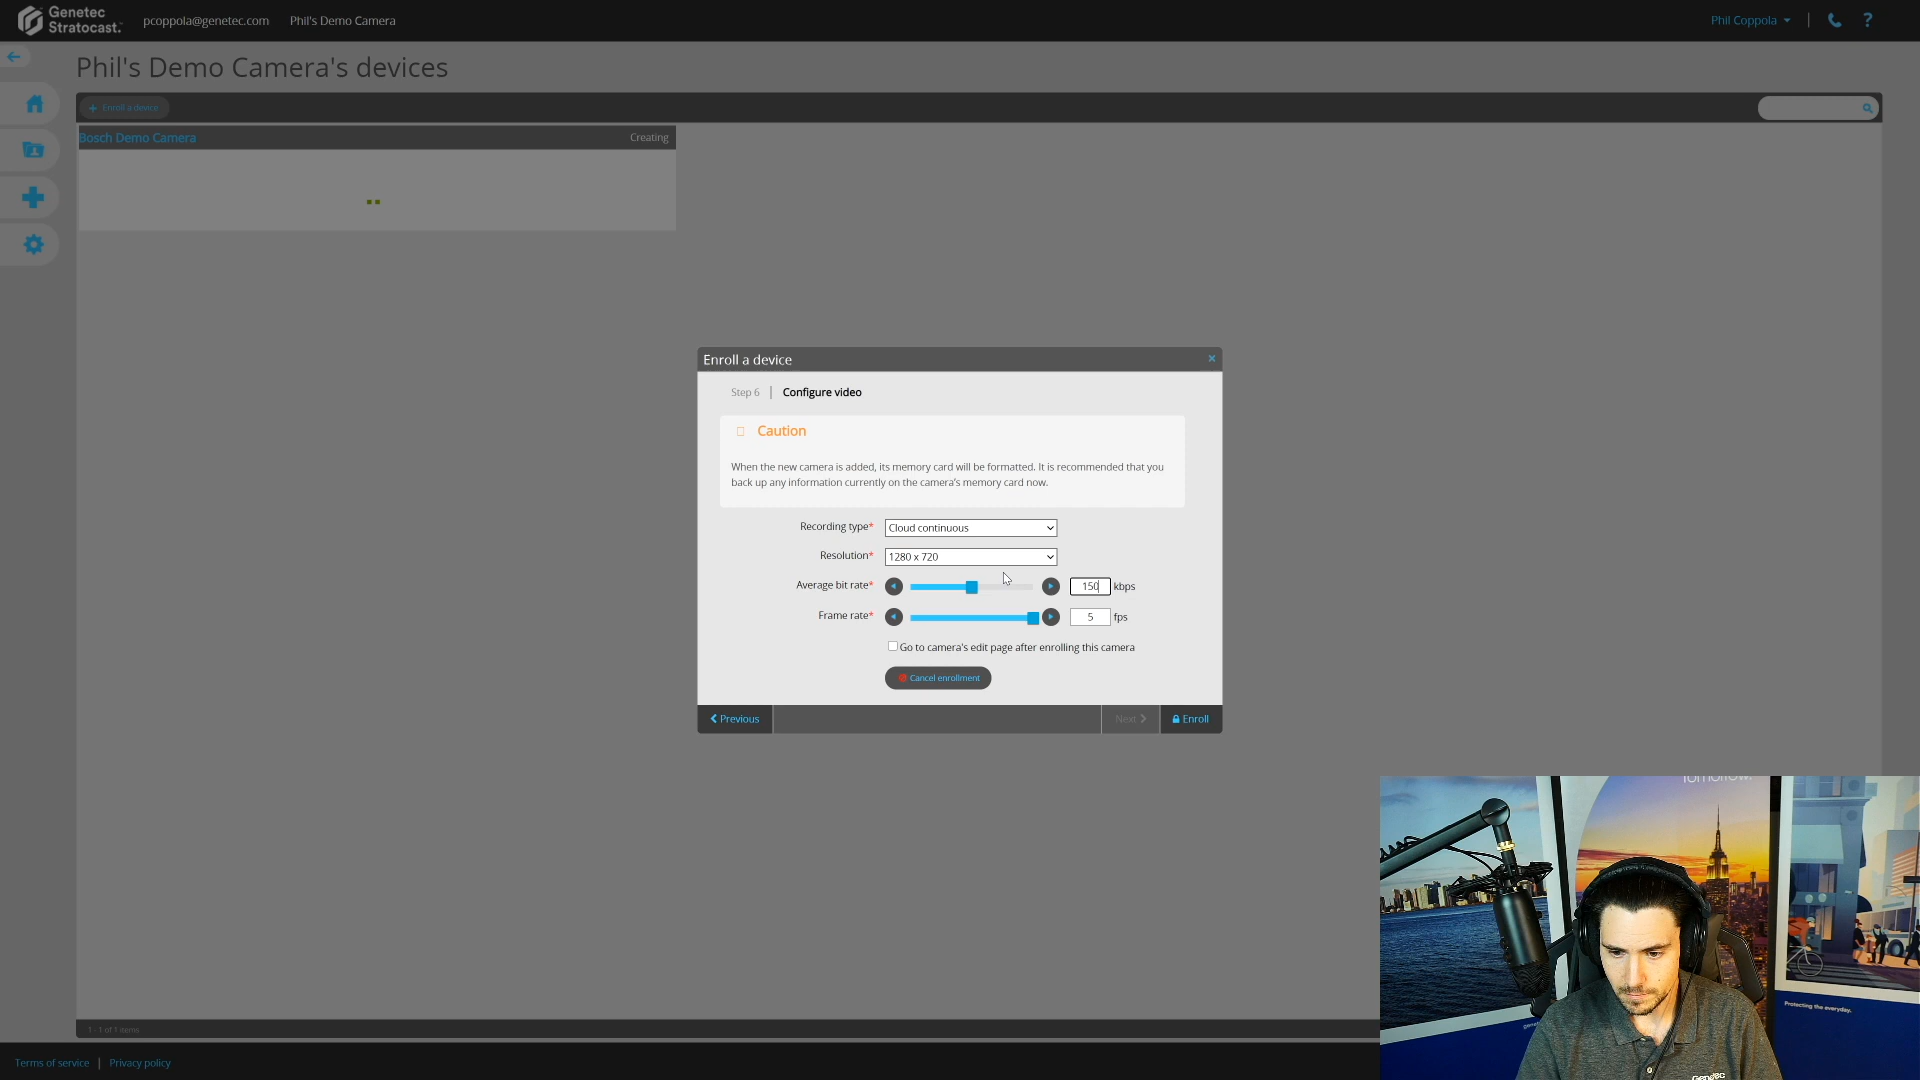 Genetec
Stratocast.
pcoppola@genetec.com
Phil's Demo Camera
Phil Coppola
?
Phil's Demo Camera's devices
+ Enroll a device
Bosch Demo Camera
Creating
Enroll a device
×
Step 6 | Configure video
Caution
When the new camera is added, its memory card will be formatted. It is recommended that you
back up any information currently on the camera's memory card now.
Recording type* Cloud continuous
Resolution* 1280 x 720
Average bit rate* 150 kbps
Frame rate* 5 fps
Go to camera's edit page after enrolling this camera
Cancel enrollment
Previous
Next
Enroll
1 - 1 of 1 items
Terms of service | Privacy policy
Tomorrow.
Protecting the everyday.
Genetec